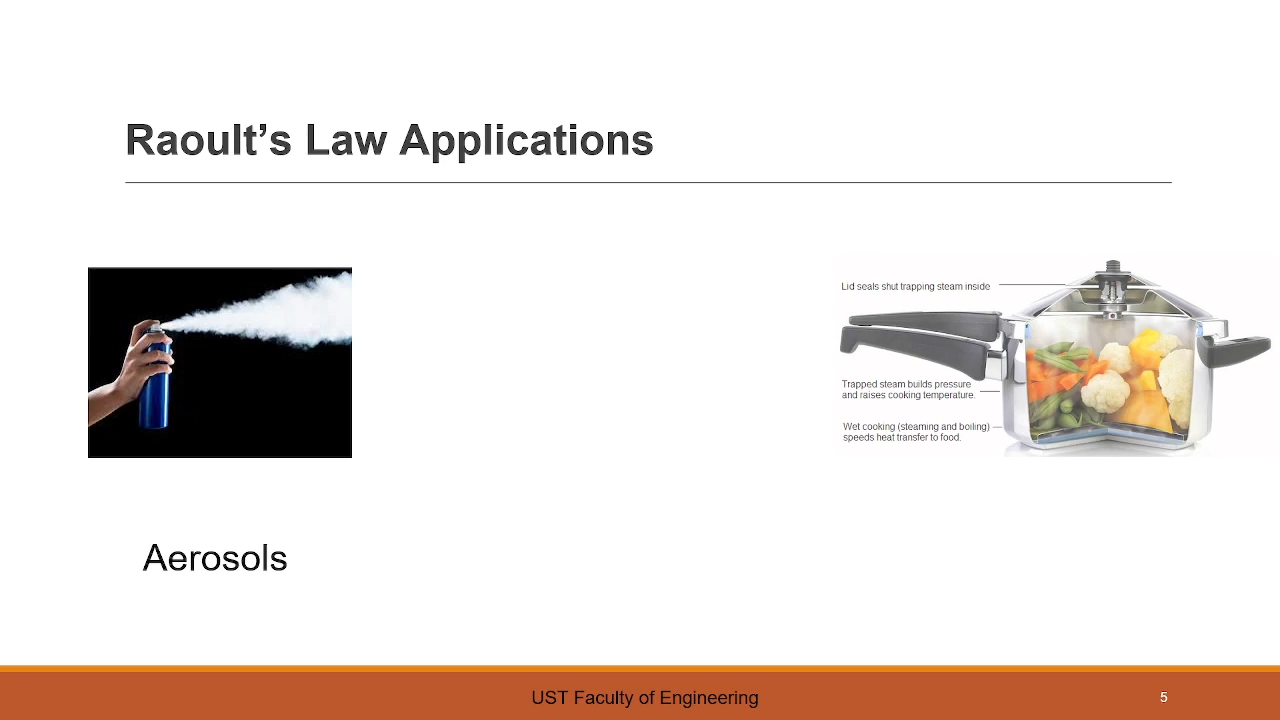 Raoult’s Law Applications
Lid seals shut trapping steam inside
Trapped steam builds pressure
and raises cooking temperature.
Wet cooking (steaming and boiling)
speeds heat transfer to food.
Aerosols
UST Faculty of Engineering
5